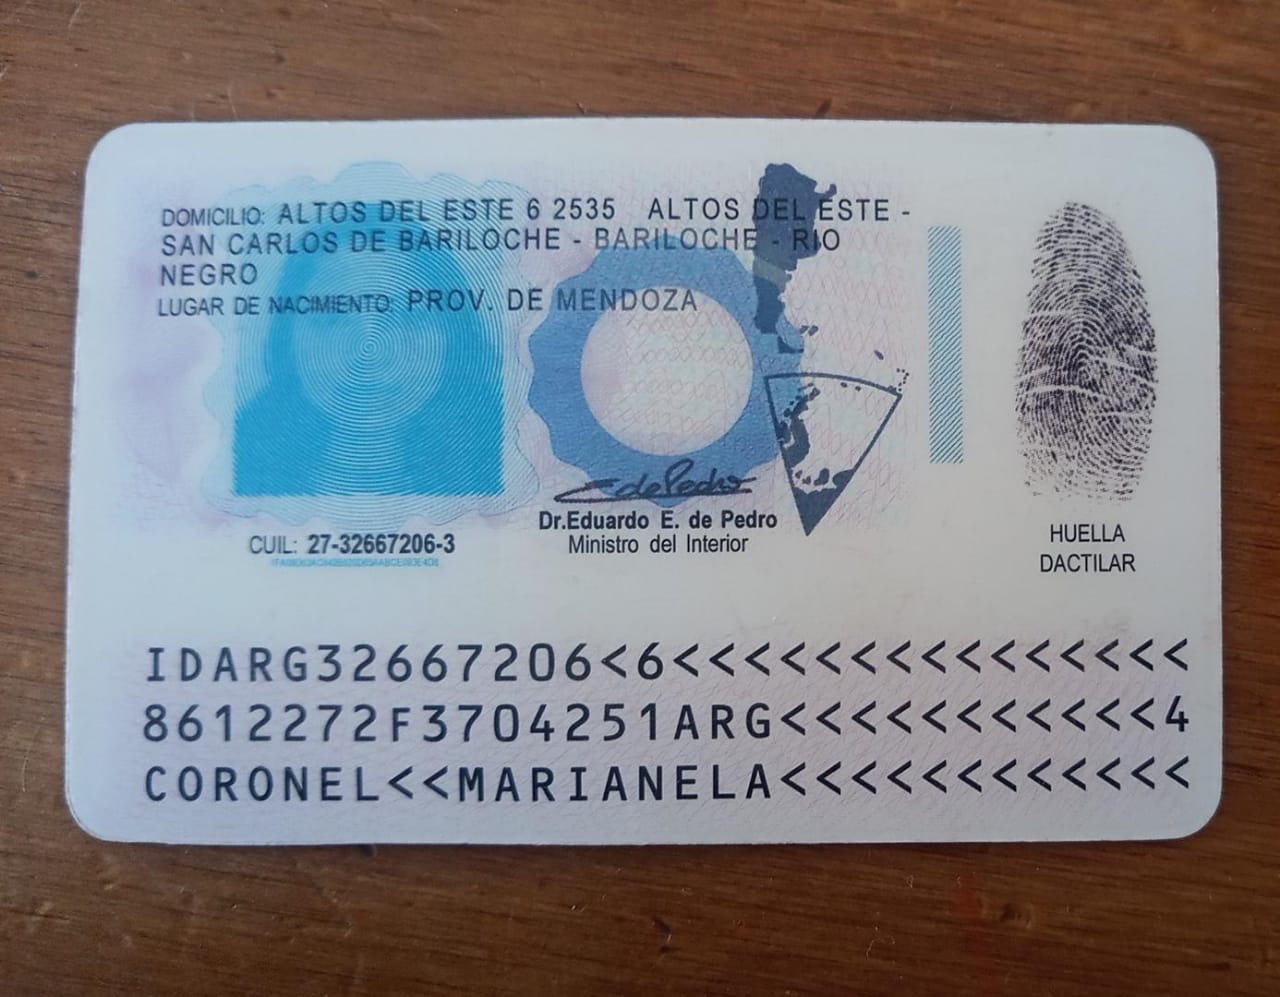 DOMICILIO: ALTOS DEL ESTE 6 2535 ALTOS DEL ESTE -
SAN CARLOS DE BARILOCHE - BARILOCHE - RIO
NEGRO
LUGAR DE NACIMIENTO: PROV. DE MENDOZA
EdePedro
Dr.Eduardo E. de Pedro
Ministro del Interior
CUIL: 27-32667206-3
HUELLA
DACTILAR
IDARG32667206<6<<<<<<<<<<<<<<<
8612272F3704251ARG<<<<<<<<<<<4
CORONEL<<MARIANELA<<<<<<<<<<<<